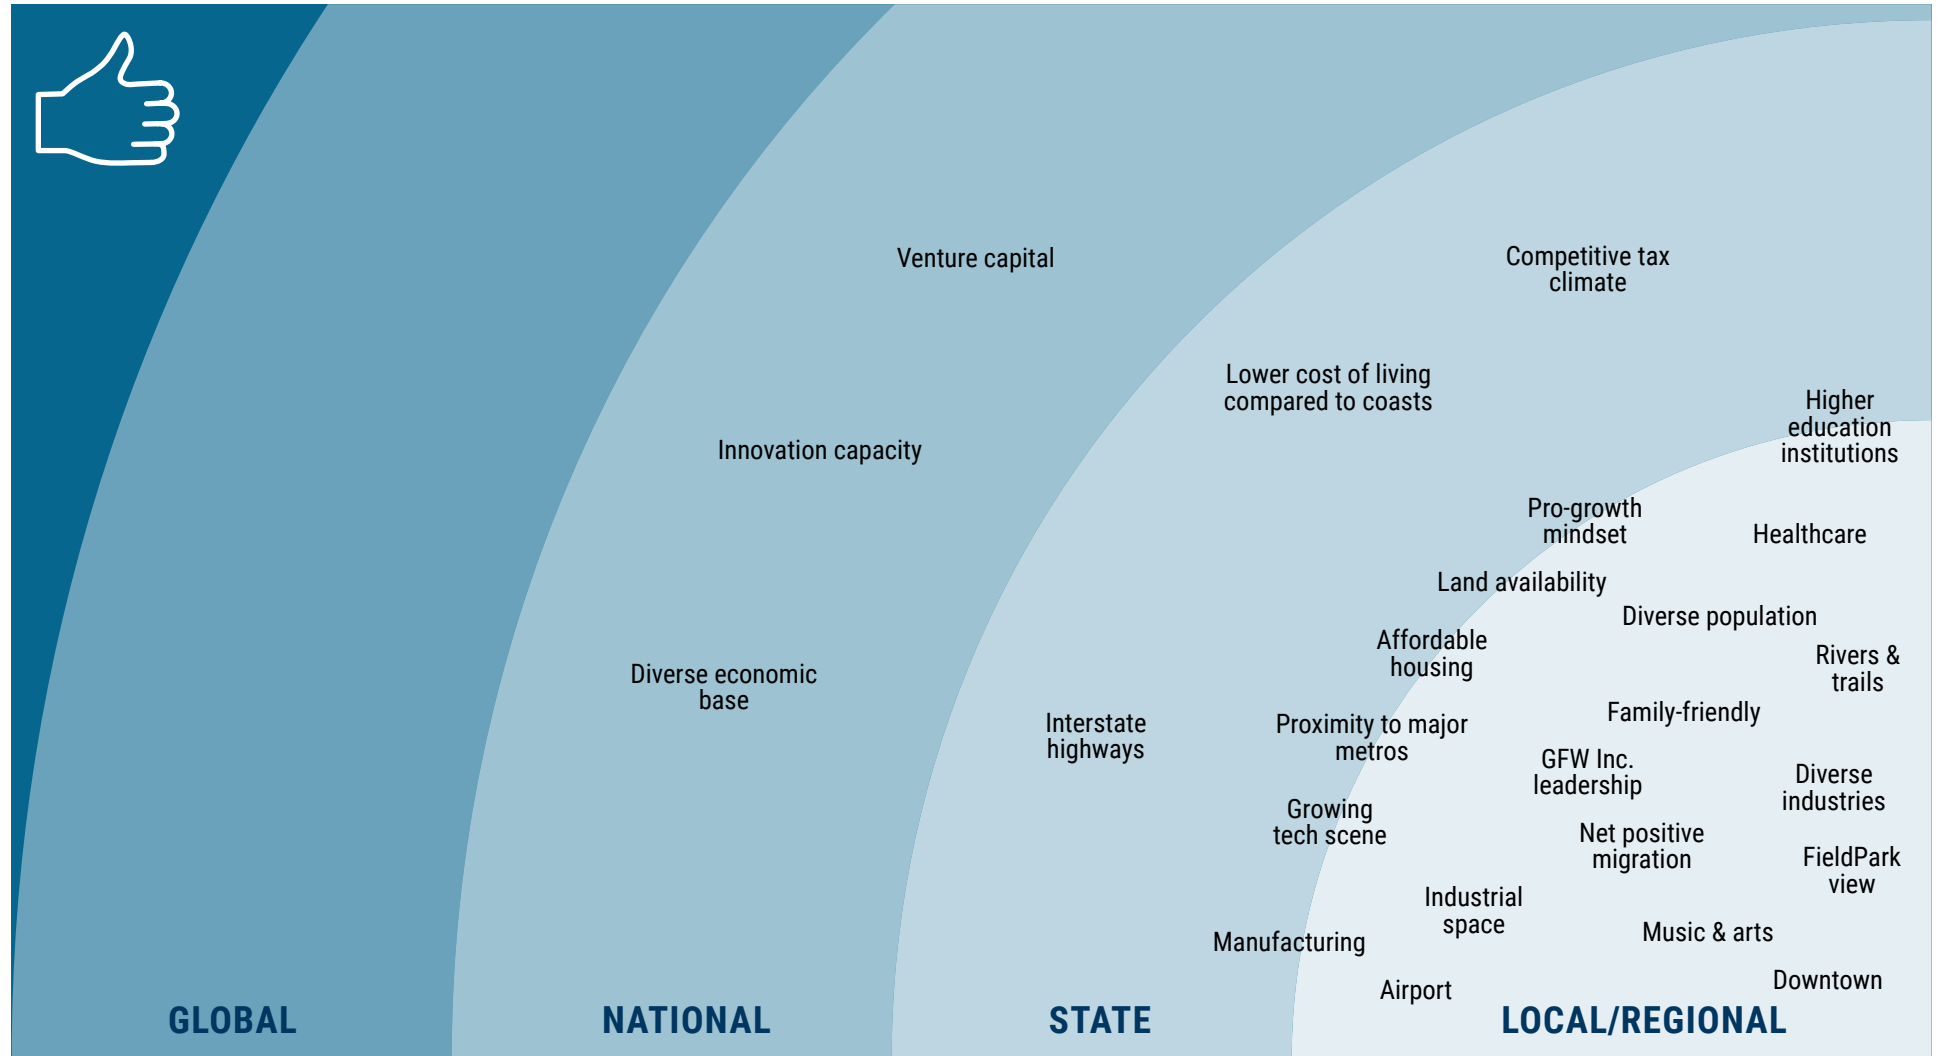 Venture capital
Competitive tax
climate
Lower cost of living
compared to coasts
Higher
education
institutions
Innovation capacity
Pro-growth
mindset
Healthcare
Land availability
Diverse population
Affordable
housing
Rivers &
trails
Diverse economic
base
Family-friendly
Interstate
highways
Proximity to major
metros
GFW Inc.
leadership
Diverse
industries
Growing
tech scene
Net positive
migration
FieldPark
view
Industrial
space
Manufacturing
Music & arts
Airport
Downtown
GLOBAL
NATIONAL
STATE
LOCAL/REGIONAL